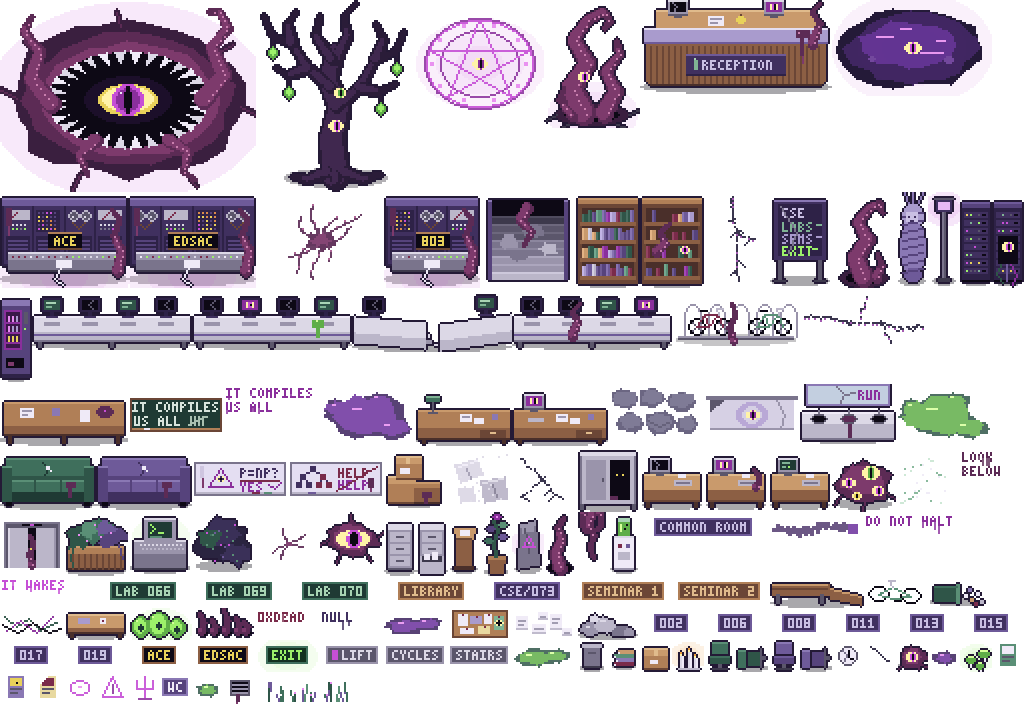 RECEPTION
ACE
EDSAC
803
CSE
LABS-
SEMS-
EXIT-
IT COMPILES
US ALL
IT COMPILES
US ALL
RUN
P=NP?
YES
HELP
HELP
LOOK
BELOW
COMMON ROOM
DO NOT HALT
IT WAKES
LAB 066
LAB 069
LAB 070
LIBRARY
CSE/073
SEMINAR 1
SEMINAR 2
0XDEAD
NULL
002
006
008
011
013
015
017
019
ACE
EDSAC
EXIT
LIFT
CYCLES
STAIRS
WC